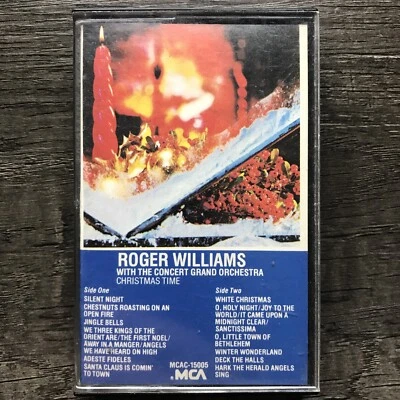 ROGER WILLIAMS
WITH THE CONCERT GRAND ORCHESTRA
CHRISTMAS TIME
Side One
SILENT NIGHT
CHESTNUTS ROASTING ON AN
OPEN FIRE
JINGLE BELLS
WE THREE KINGS OF THE
ORIENT ARE/THE FIRST NOEL/
AWAY IN A MANGER/ANGELS
WE HAVE HEARD ON HIGH
ADESTE FIDELES
SANTA CLAUS IS COMIN'
TO TOWN
Side Two
WHITE CHRISTMAS
O, HOLY NIGHT/JOY TO THE
WORLD/IT CAME UPON A
MIDNIGHT CLEAR/
SANCTISSIMA
O, LITTLE TOWN OF
BETHLEHEM
WINTER WONDERLAND
DECK THE HALLS
HARK THE HERALD ANGELS
SING
MCAC-15005
MCA